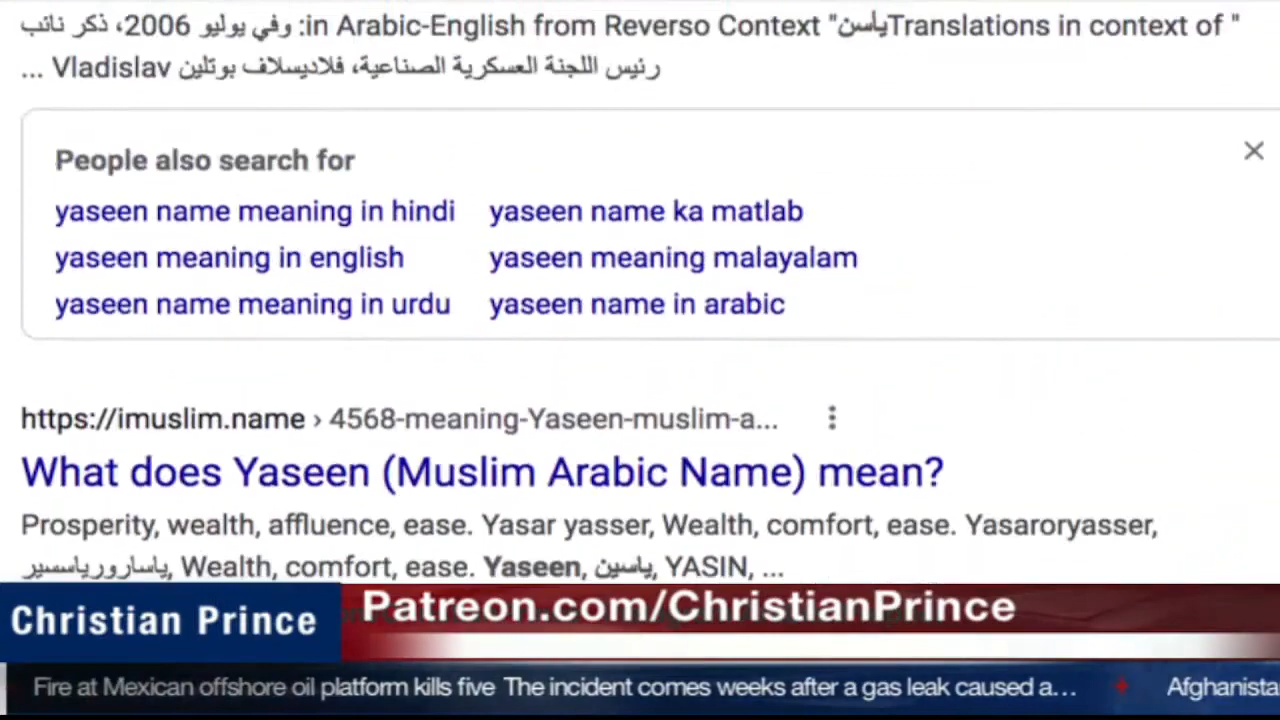 in Arabic-English from Reverso Context "يأسنTranslations in context of "‎: وفي يوليو 2006، ذكر نائب
رئيس اللجنة العسكرية الصناعية، فلاديسلاف بوتلين Vladislav ...
People also search for
yaseen name meaning in hindi yaseen name ka matlab
yaseen meaning in english yaseen meaning malayalam
yaseen name meaning in urdu yaseen name in arabic
https://imuslim.name › 4568-meaning-Yaseen-muslim-a...
What does Yaseen (Muslim Arabic Name) mean?
Prosperity, wealth, affluence, ease. Yasar yasser, Wealth, comfort, ease. Yasaroryasser,
ياسارورياسسير, Wealth, comfort, ease. Yaseen, ياسين, YASIN, ...
Christian Prince
Patreon.com/ChristianPrince
Fire at Mexican offshore oil platform kills five The incident comes weeks after a gas leak caused a... Afghanista